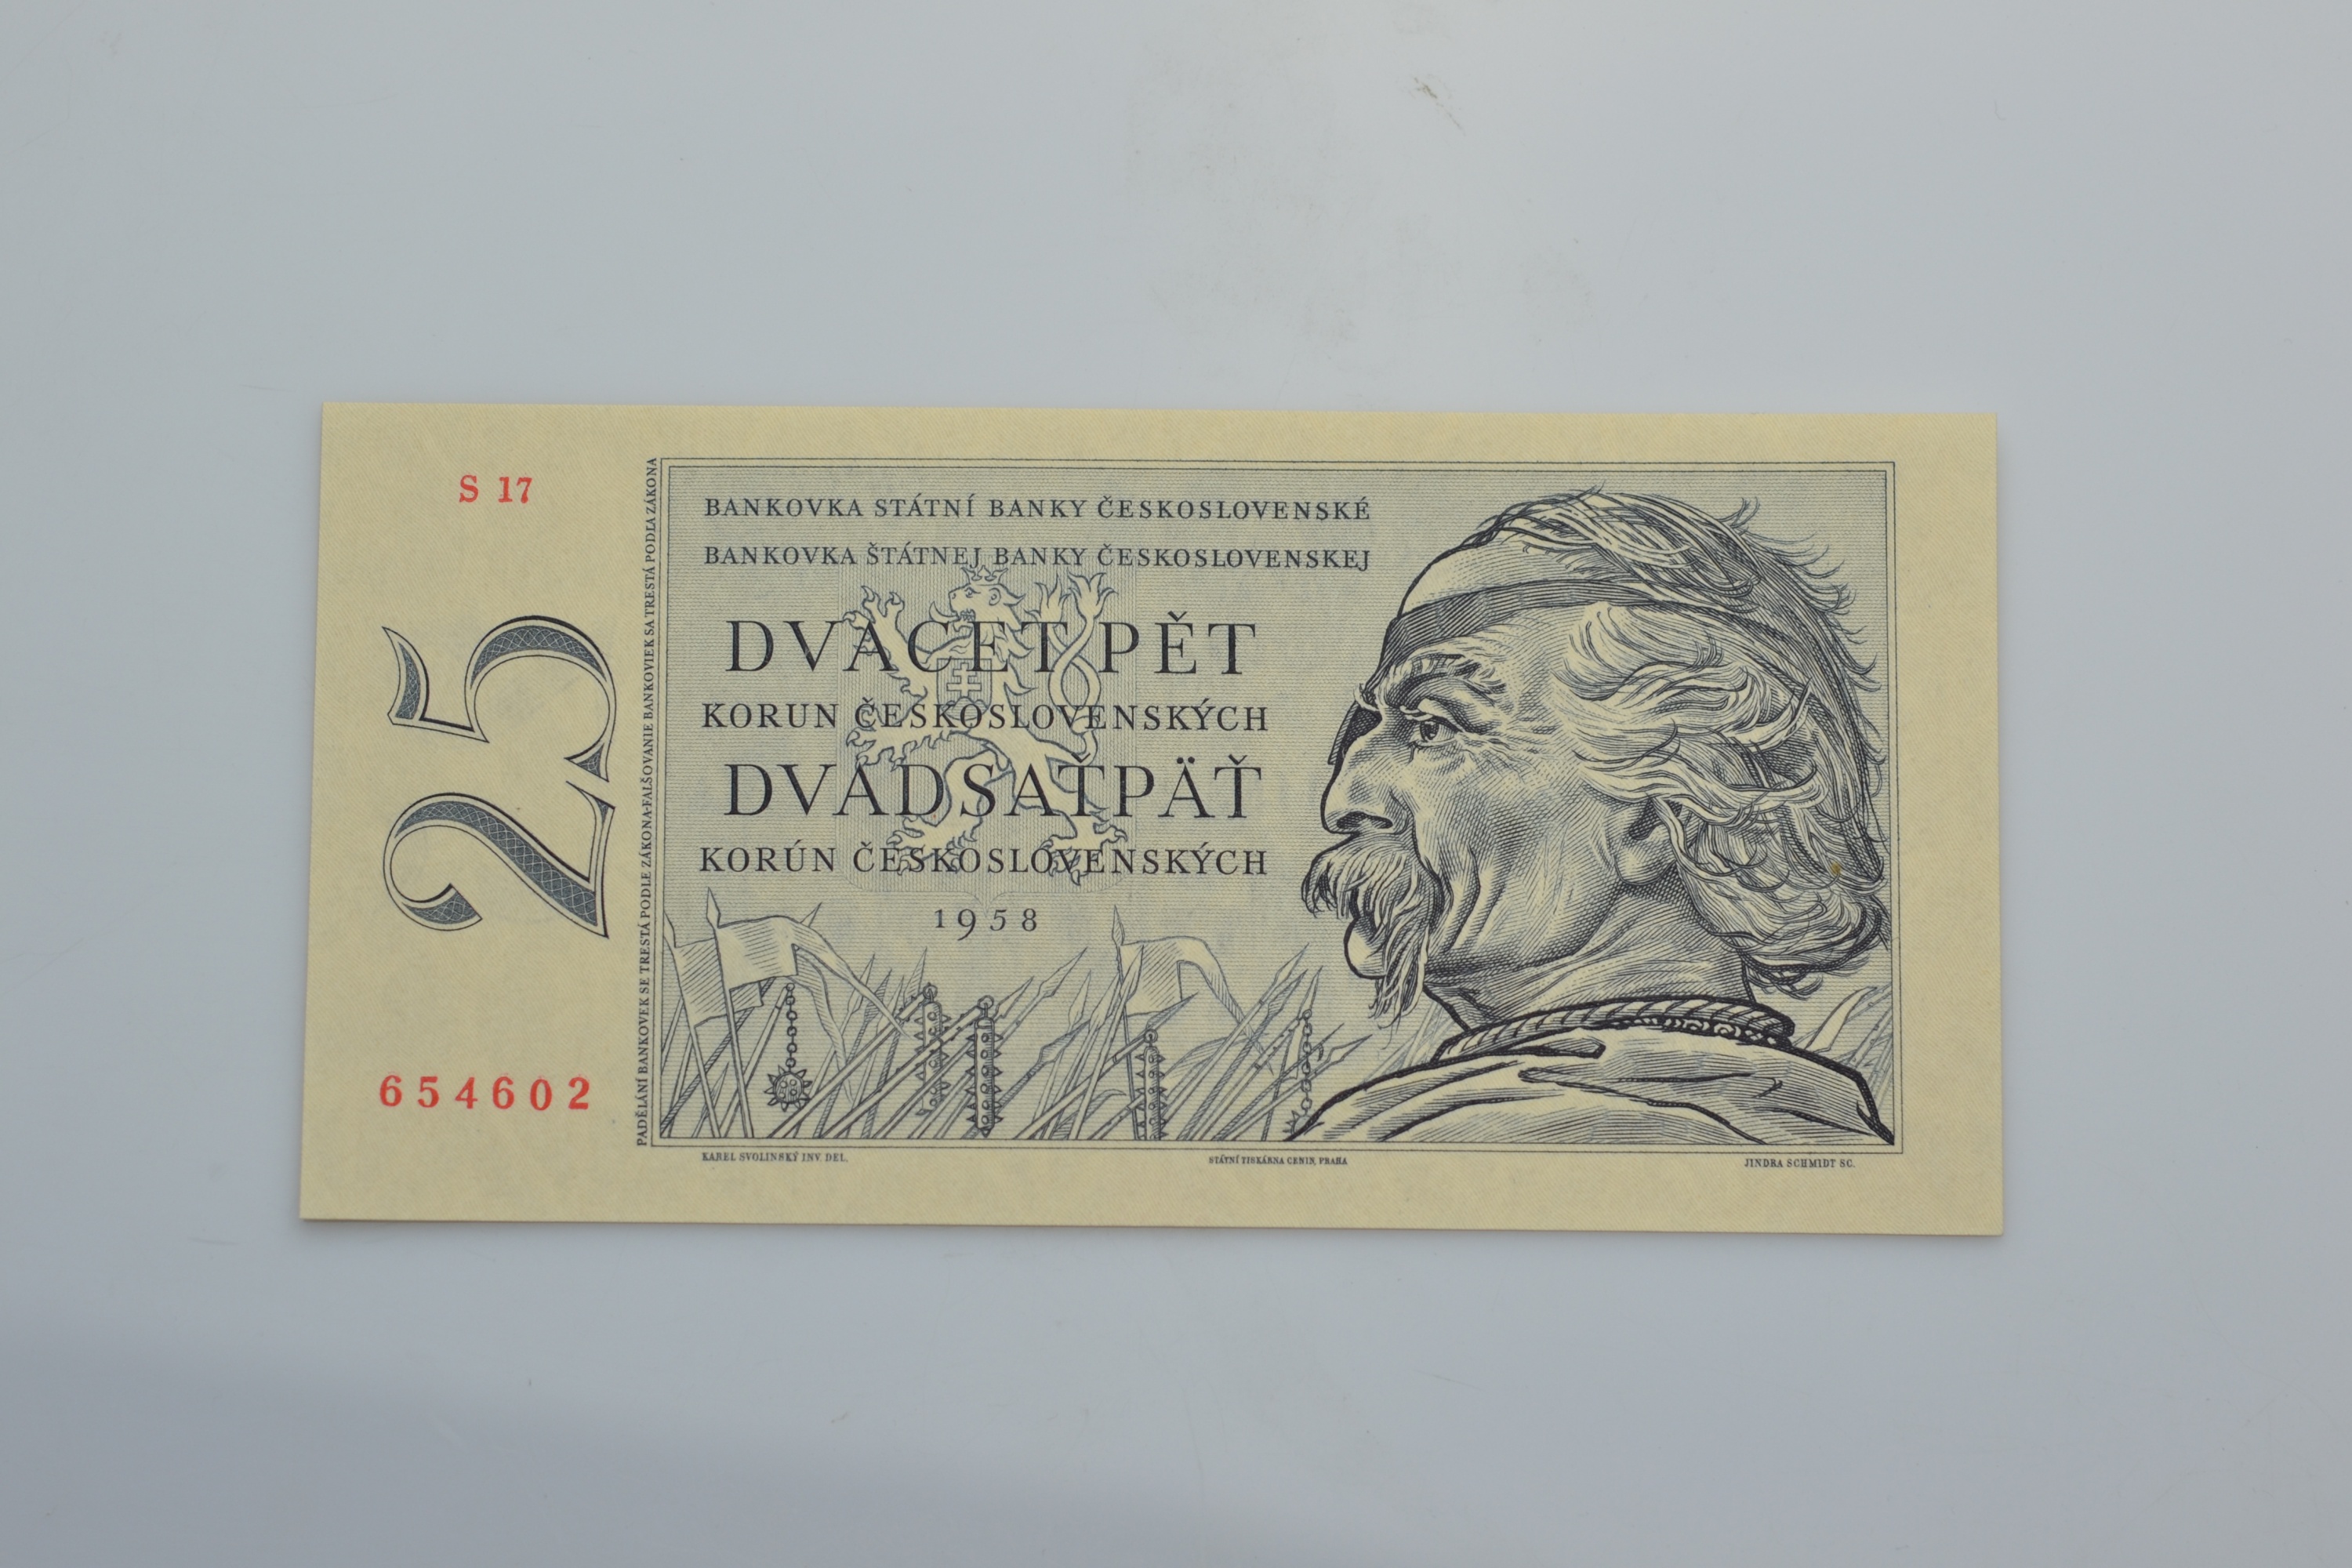 S 17
25
654602
PADĚLÁNÍ BANKOVEK SE TRESTÁ PODLE ZÁKONA-FALŠOVANIE BANKOVIEK SA TRESTÁ PODĽA ZÁKONA
BANKOVKA STÁTNÍ BANKY ČESKOSLOVENSKÉ
BANKOVKA ŠTÁTNEJ BANKY ČESKOSLOVENSKEJ
DVACET PĚT
KORUN ČESKOSLOVENSKÝCH
DVADSAŤPÄŤ
KORÚN ČESKOSLOVENSKÝCH
1958
KAREL SVOLINSKÝ INV. DEL.
STÁTNÍ TISKÁRNA CENIN, PRAHA
JINDRA SCHMIDT SC.